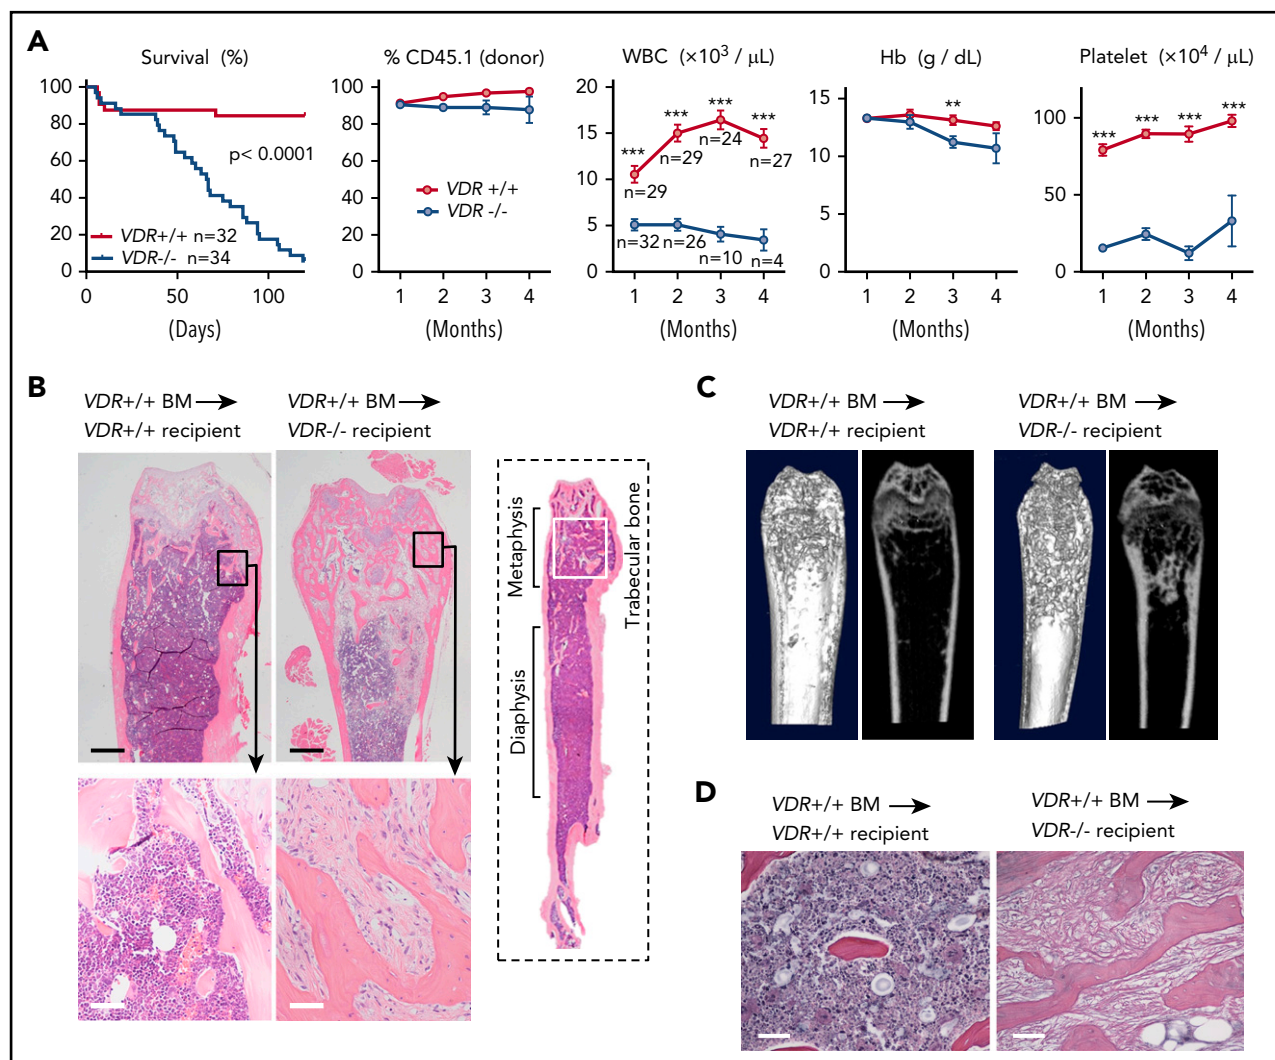 A
Survival (%)
100
80
60
40
20
0
p< 0.0001
VDR+/+ n=32
VDR-/- n=34
0 50 100
(Days)
% CD45.1 (donor)
100
80
60
40
20
0
VDR +/+
VDR -/-
1 2 3 4
(Months)
WBC (×10³ / μL)
20
15
10
5
0
*** *** *** ***
n=29 n=29 n=24 n=27
n=32 n=26 n=10 n=4
1 2 3 4
(Months)
Hb (g / dL)
15
10
5
0
**
1 2 3 4
(Months)
Platelet (×10⁴ / μL)
100
50
0
*** *** *** ***
1 2 3 4
(Months)
B
VDR+/+ BM
VDR+/+ recipient
VDR+/+ BM
VDR-/- recipient
Metaphysis
Diaphysis
Trabecular bone
C
VDR+/+ BM
VDR+/+ recipient
VDR+/+ BM
VDR-/- recipient
D
VDR+/+ BM
VDR+/+ recipient
VDR+/+ BM
VDR-/- recipient